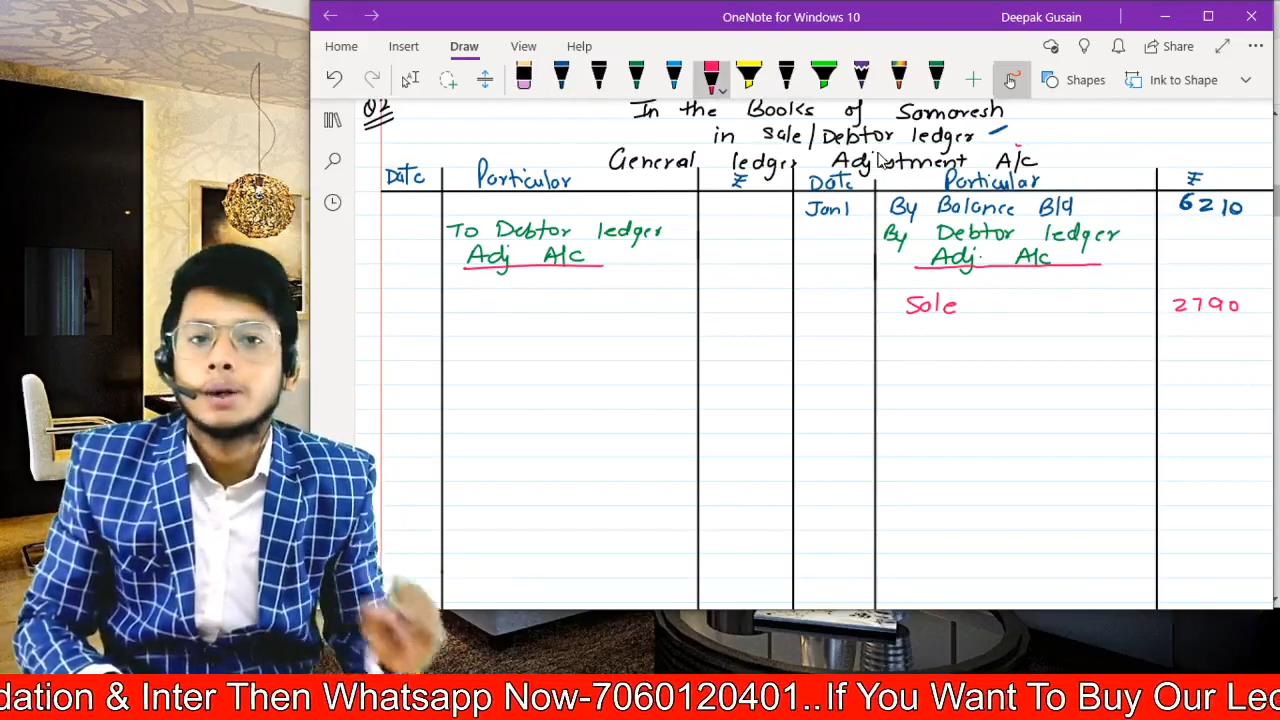 OneNote for Windows 10
Deepak Gusain
Home Insert Draw View Help
Share
Shapes
Ink to Shape
Q2
In the Books of Samaresh
in Sale/Debtor ledger
General ledger Adjustment A/c
Date Particular ₹ Date Particular ₹
Jan1 By Balance B/d 6210
To Debtor ledger By Debtor ledger
Adj A/c Adj. A/c
Sale 2790
dation & Inter Then Whatsapp Now-7060120401..If You Want To Buy Our Lec